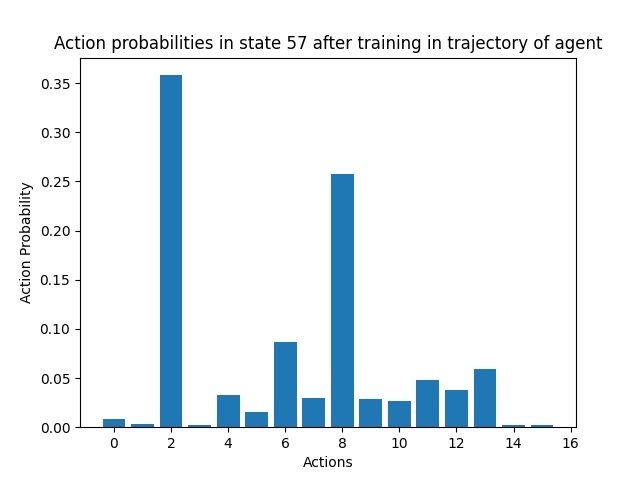 Action probabilities in state 57 after training in trajectory of agent
0.35
0.30
0.25
0.20
0.15
0.10
0.05
0.00
Action Probability
0 2 4 6 8 10 12 14 16
Actions